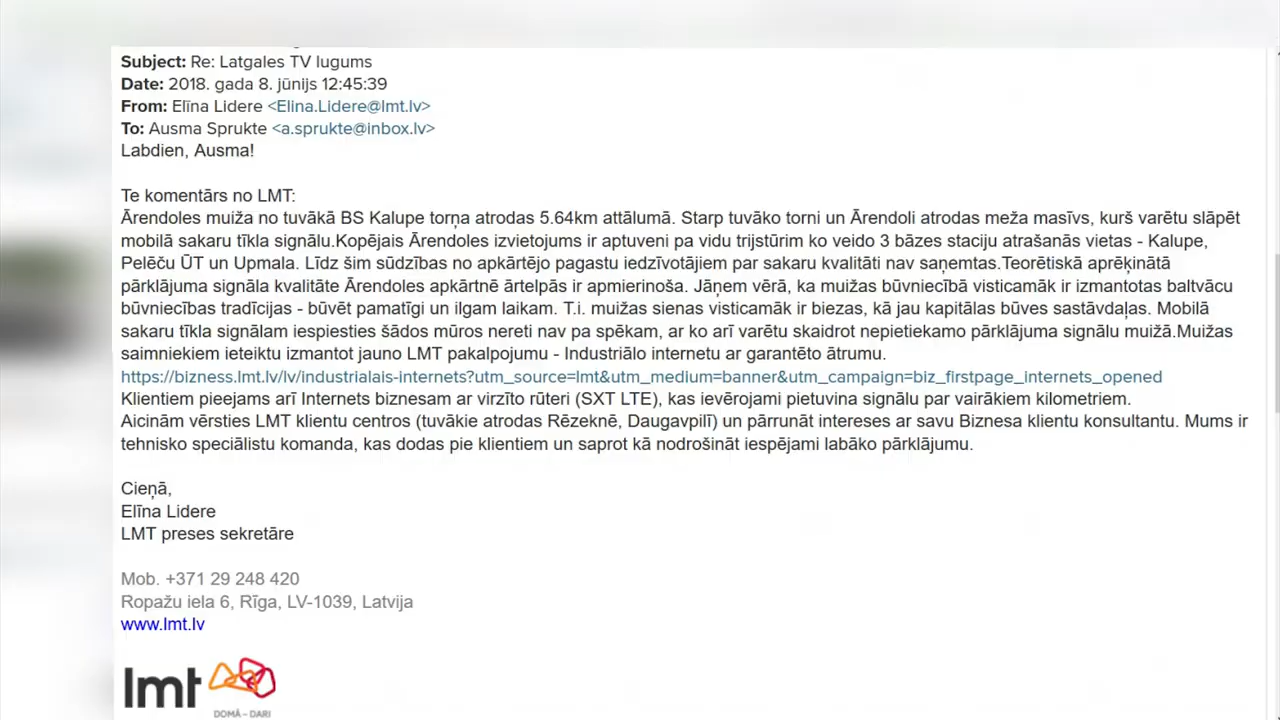 Subject: Re: Latgales TV lugums
Date: 2018. gada 8. jūnijs 12:45:39
From: Elīna Lidere <Elina.Lidere@lmt.lv>
To: Ausma Sprukte <a.sprukte@inbox.lv>
Labdien, Ausma!
Te komentārs no LMT:
Ārendoles muiža no tuvākā BS Kalupe torņa atrodas 5.64km attālumā. Starp tuvāko torni un Ārendoli atrodas meža masīvs, kurš varētu slāpēt
mobilā sakaru tīkla signālu.Kopējais Ārendoles izvietojums ir aptuveni pa vidu trijstūrim ko veido 3 bāzes staciju atrašanās vietas - Kalupe,
Pelēču ŪT un Upmala. Līdz šim sūdzības no apkārtējo pagastu iedzīvotājiem par sakaru kvalitāti nav saņemtas.Teorētiskā aprēķinātā
pārklājuma signāla kvalitāte Ārendoles apkārtnē ārtelpās ir apmierinoša. Jāņem vērā, ka muižas būvniecībā visticamāk ir izmantotas baltvācu
būvniecības tradīcijas - būvēt pamatīgi un ilgam laikam. T.i. muižas sienas visticamāk ir biezas, kā jau kapitālas būves sastāvdaļas. Mobilā
sakaru tīkla signālam iespiesties šādos mūros nereti nav pa spēkam, ar ko arī varētu skaidrot nepietiekamo pārklājuma signālu muižā.Muižas
saimniekiem ieteiktu izmantot jauno LMT pakalpojumu - Industriālo internetu ar garantēto ātrumu.
https://bizness.lmt.lv/lv/industrialais-internets?utm_source=lmt&utm_medium=banner&utm_campaign=biz_firstpage_internets_opened
Klientiem pieejams arī Internets biznesam ar virzīto rūteri (SXT LTE), kas ievērojami pietuvina signālu par vairākiem kilometriem.
Aicinām vērsties LMT klientu centros (tuvākie atrodas Rēzeknē, Daugavpilī) un pārrunāt intereses ar savu Biznesa klientu konsultantu. Mums ir
tehnisko speciālistu komanda, kas dodas pie klientiem un saprot kā nodrošināt iespējami labāko pārklājumu.
Cieņā,
Elīna Lidere
LMT preses sekretāre
Mob. +371 29 248 420
Ropažu iela 6, Rīga, LV-1039, Latvija
www.lmt.lv
lmt
DOMĀ – DARI